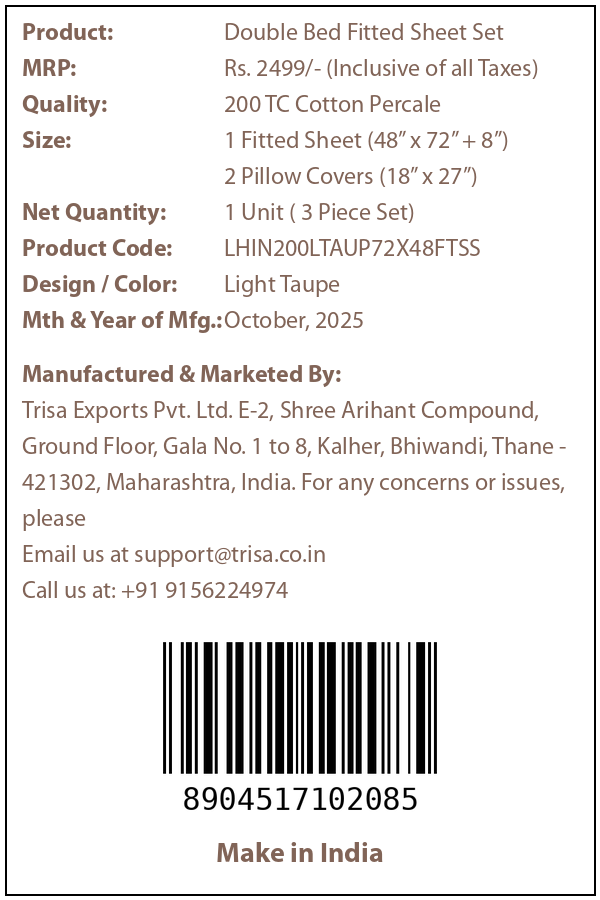 Product: Double Bed Fitted Sheet Set
MRP: Rs. 2499/- (Inclusive of all Taxes)
Quality: 200 TC Cotton Percale
Size: 1 Fitted Sheet (48” x 72” + 8”)
2 Pillow Covers (18” x 27”)
Net Quantity: 1 Unit ( 3 Piece Set)
Product Code: LHIN200LTAUP72X48FTSS
Design / Color: Light Taupe
Mth & Year of Mfg.: October, 2025
Manufactured & Marketed By:
Trisa Exports Pvt. Ltd. E-2, Shree Arihant Compound,
Ground Floor, Gala No. 1 to 8, Kalher, Bhiwandi, Thane -
421302, Maharashtra, India. For any concerns or issues,
please
Email us at support@trisa.co.in
Call us at: +91 9156224974
8904517102085
Make in India